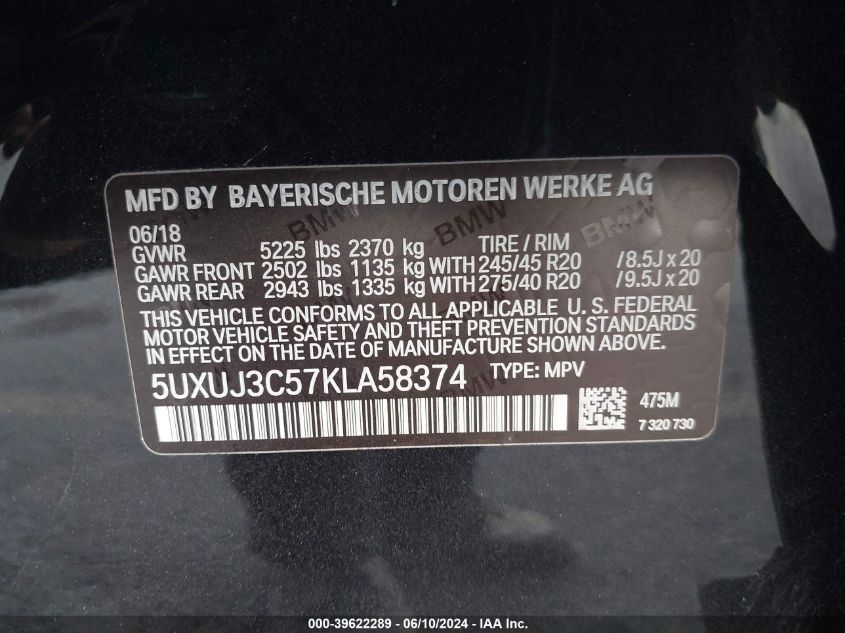 MFD BY BAYERISCHE MOTOREN WERKE AG
06/18
GVWR 5225 lbs 2370 kg TIRE / RIM
GAWR FRONT 2502 lbs 1135 kg WITH 245/45 R20 /8.5J x 20
GAWR REAR 2943 lbs 1335 kg WITH 275/40 R20 /9.5J x 20
THIS VEHICLE CONFORMS TO ALL APPLICABLE U. S. FEDERAL
MOTOR VEHICLE SAFETY AND THEFT PREVENTION STANDARDS
IN EFFECT ON THE DATE OF MANUFACTURE SHOWN ABOVE.
5UXUJ3C57KLA58374 TYPE: MPV
475M
7 320 730
BMW BMW BMW
000-39622289 - 06/10/2024 - IAA Inc.